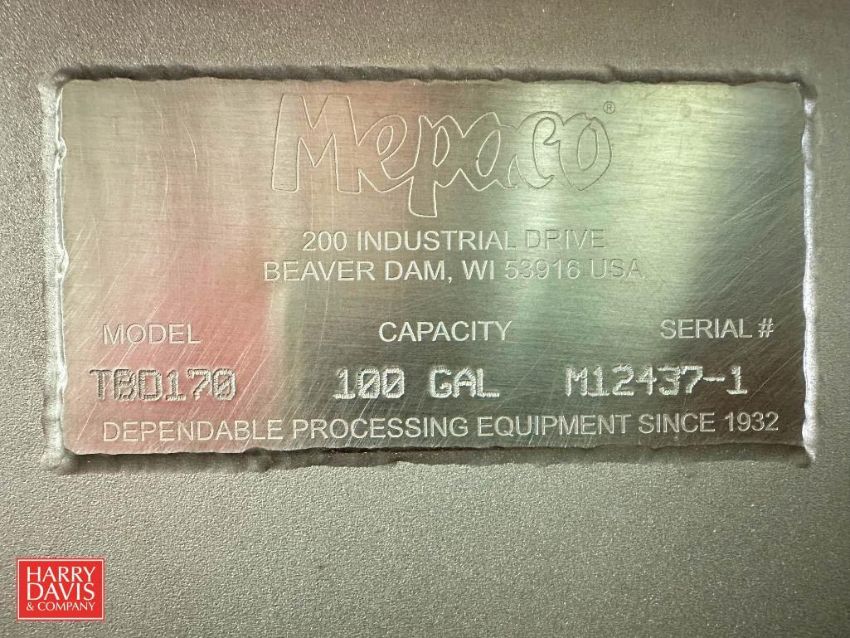 Mepaco®
200 INDUSTRIAL DRIVE
BEAVER DAM, WI 53916 USA
MODEL CAPACITY SERIAL #
TBD170 100 GAL M12437-1
DEPENDABLE PROCESSING EQUIPMENT SINCE 1932
HARRY
DAVIS
& COMPANY